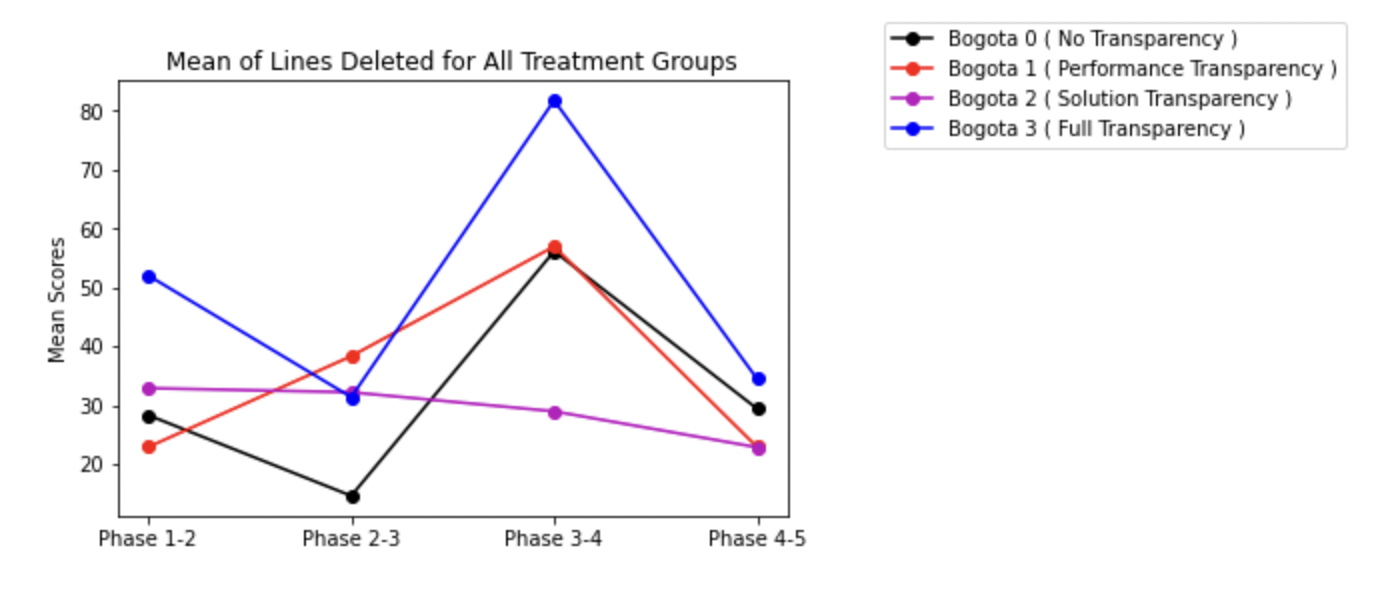 Mean of Lines Deleted for All Treatment Groups
Mean Scores
80
70
60
50
40
30
20
Phase 1-2 Phase 2-3 Phase 3-4 Phase 4-5
Bogota 0 ( No Transparency )
Bogota 1 ( Performance Transparency )
Bogota 2 ( Solution Transparency )
Bogota 3 ( Full Transparency )